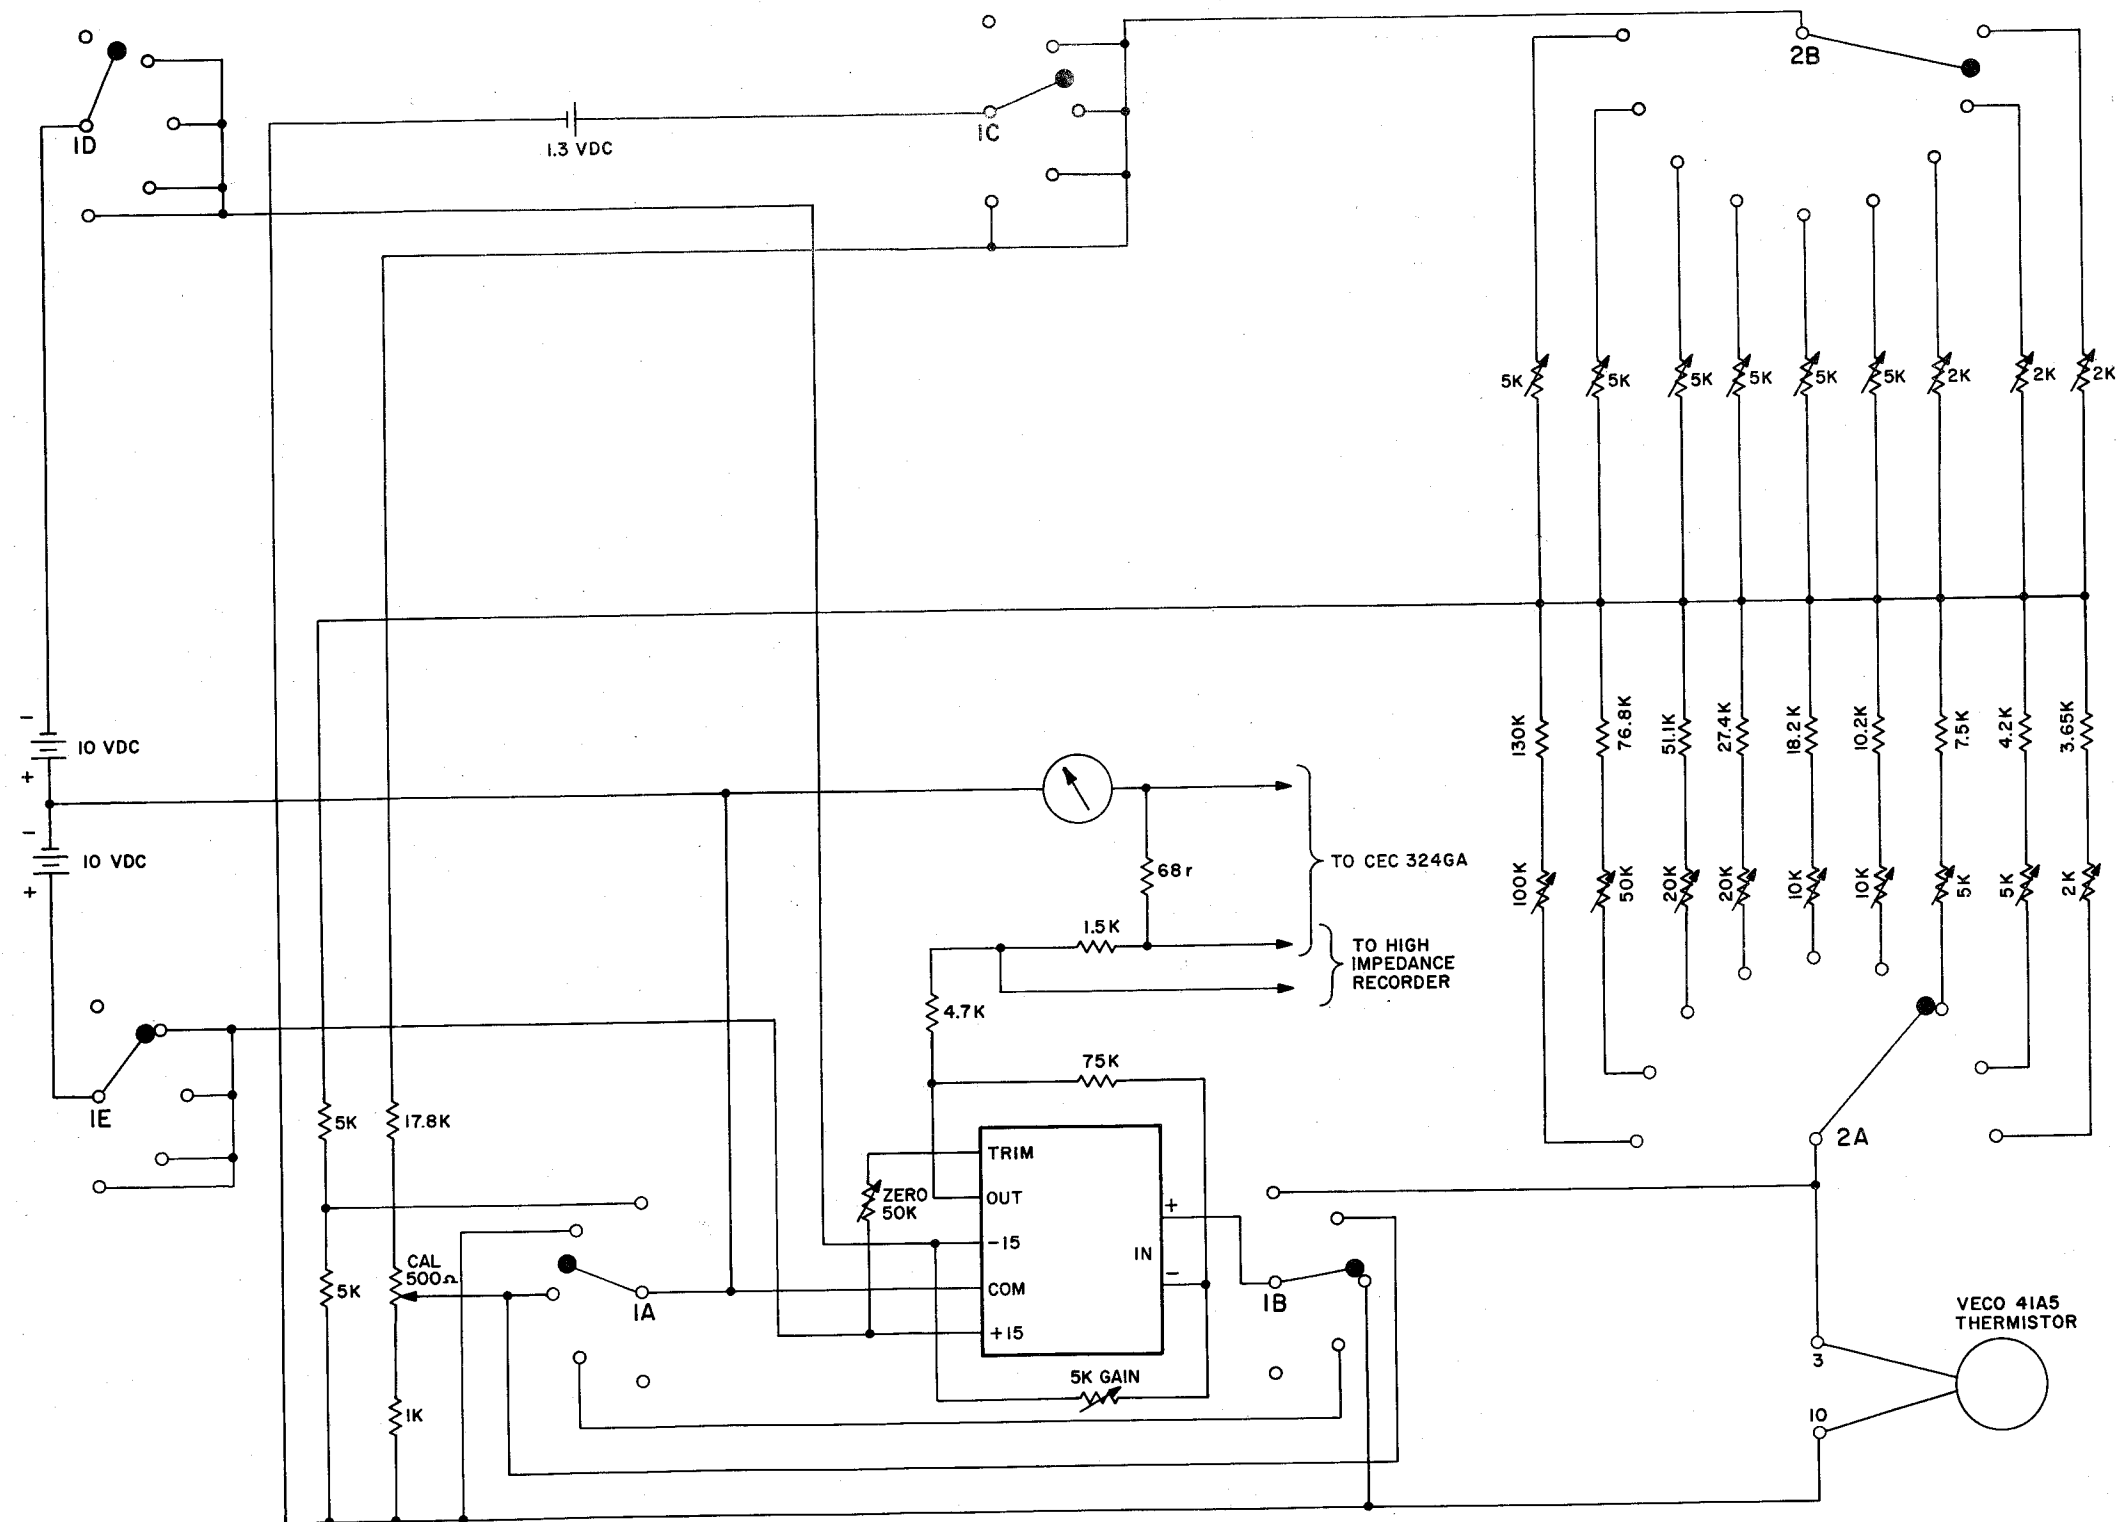 2B
1D
1C
1.3 VDC
5K
5K
5K
5K
5K
5K
2K
2K
2K
-
10 VDC
+
-
10 VDC
+
130K
76.8K
51.1K
27.4K
18.2K
10.2K
7.5K
4.2K
3.65K
68r
TO CEC 324GA
100K
50K
20K
20K
10K
10K
5K
5K
2K
1.5K
TO HIGH
IMPEDANCE
RECORDER
4.7K
75K
1E
5K
17.8K
2A
TRIM
ZERO
50K
OUT
+
-15
IN
-
CAL
500Ω
5K
1A
COM
1B
+15
VECO 41A5
THERMISTOR
3
5K GAIN
1K
10